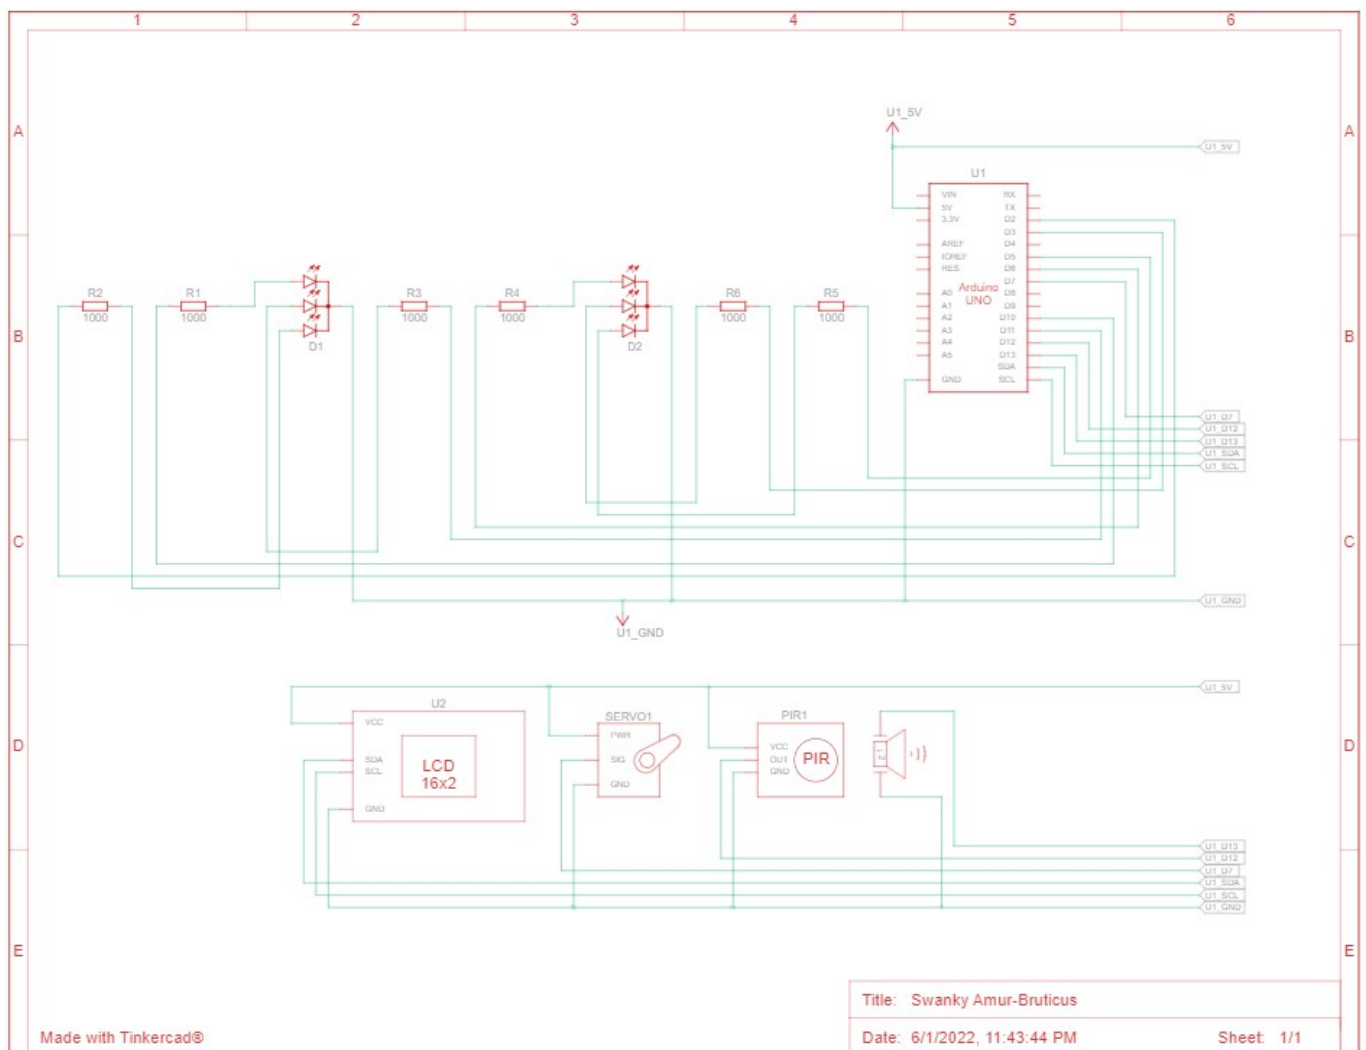 1 2 3 4 5 6
A A
U1_5V
U1_5V
U1
VIN RX
5V TX
3.3V D2
D3
AREF D4
IOREF D5
RES D6
D7
Arduino
UNO
A0 D8
A1 D9
A2 D10
A3 D11
A4 D12
A5 D13
SDA
GND SCL
B B
R2 R1 R3 R4 R6 R5
1000 1000 1000 1000 1000 1000
D1 D2
U1_D7
U1_D12
U1_D13
U1_SDA
U1_SCL
C C
U1_GND
U1_GND
U1_5V
D D
U2
VCC
SDA
SCL
GND
LCD
16x2
SERVO1
PWR
SIG
GND
PIR1
VCC
OUT
GND
PIR
1 2
U1_D13
U1_D12
U1_D7
U1_SDA
U1_SCL
U1_GND
E E
Title: Swanky Amur-Bruticus
Made with Tinkercad®
Date: 6/1/2022, 11:43:44 PM Sheet: 1/1